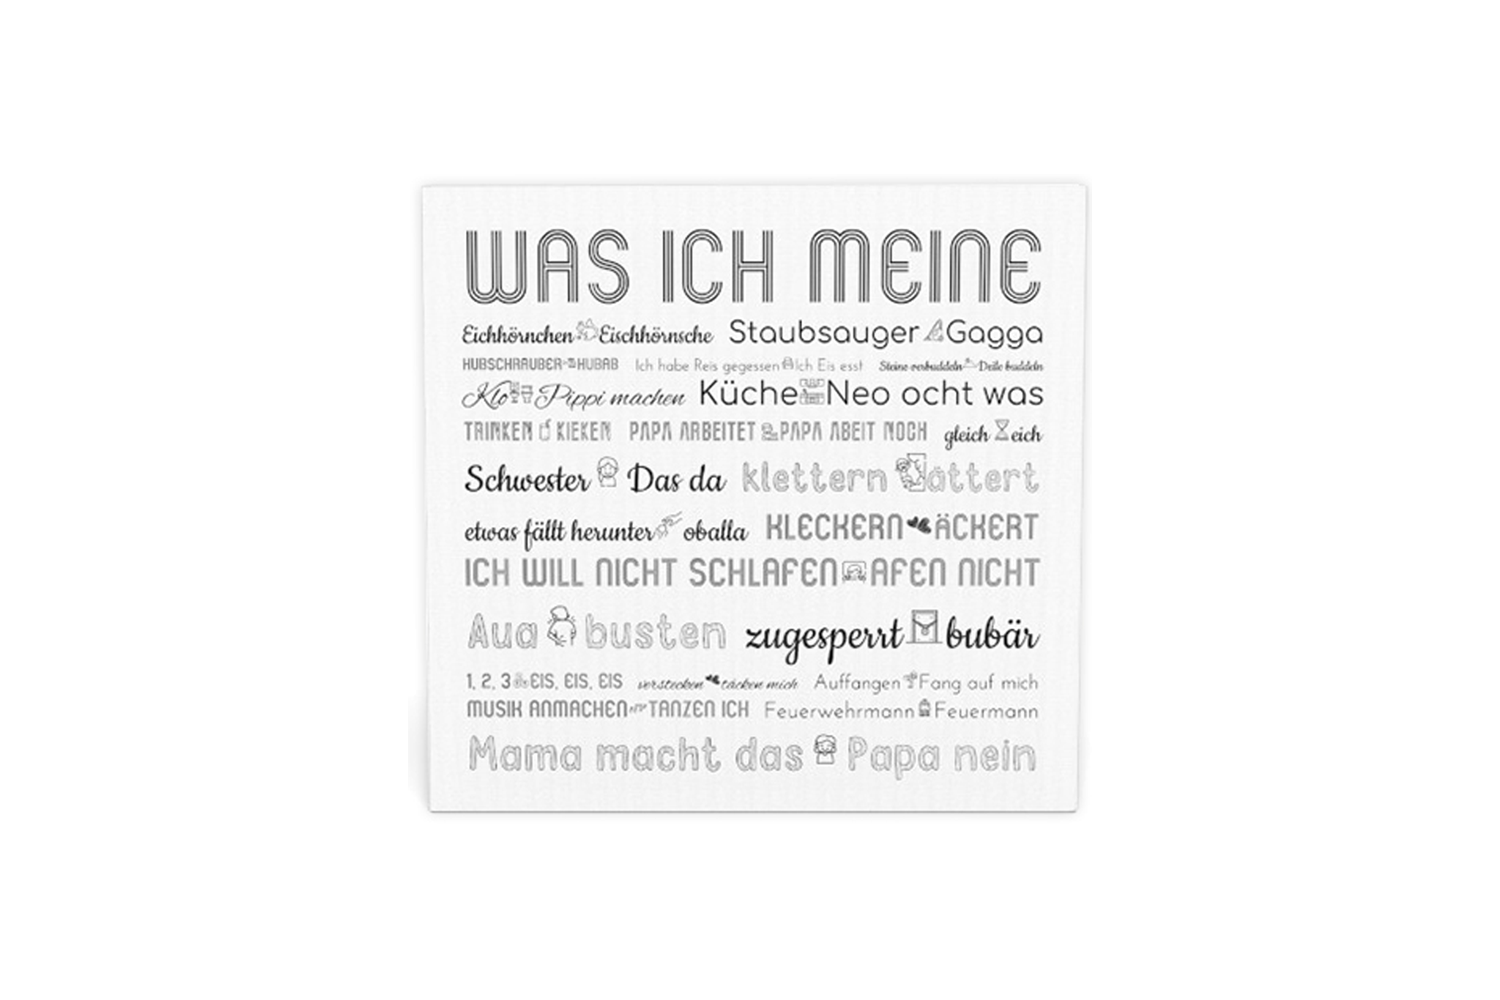 WAS ICH MEINE
Eichhörnchen Eischhörnsche Staubsauger Gagga
HUBSCHRAUBER HUBAB Ich habe Reis gegessen Ich Eis esst Steine verbuddeln Deile buddeln
Klo Pippi machen Küche Neo ocht was
TRINKEN KIEKEN PAPA ARBEITET PAPA ABEIT NOCH gleich eich
Schwester Das da klettern ättert
etwas fällt herunter oballa KLECKERN ÄCKERT
ICH WILL NICHT SCHLAFEN AFEN NICHT
Aua busten zugesperrt bubär
1, 2, 3 EIS, EIS, EIS verstecken täcken mich Auffangen Fang auf mich
MUSIK ANMACHEN TANZEN ICH Feuerwehrmann Feuermann
Mama macht das Papa nein